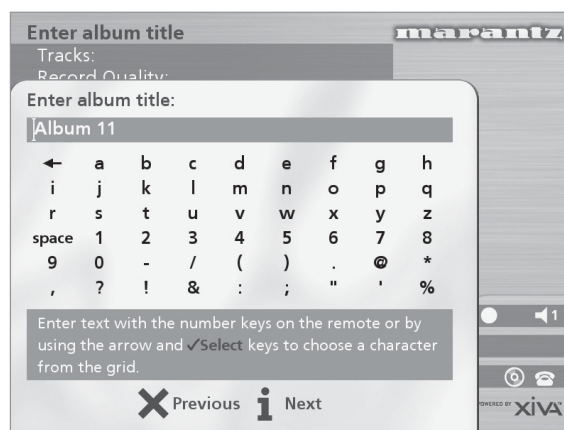 Enter album title
marantz
Tracks:
Record Quality:
Enter album title:
Album 11
← a b c d e f g h
i j k l m n o p q
r s t u v w x y z
space 1 2 3 4 5 6 7 8
9 0 - / ( ) . @ *
, ? ! & : ; " ' %
1
Enter text with the number keys on the remote or by
using the arrow and ✓Select keys to choose a character
from the grid.
Previous i Next
POWERED BY XiVA™